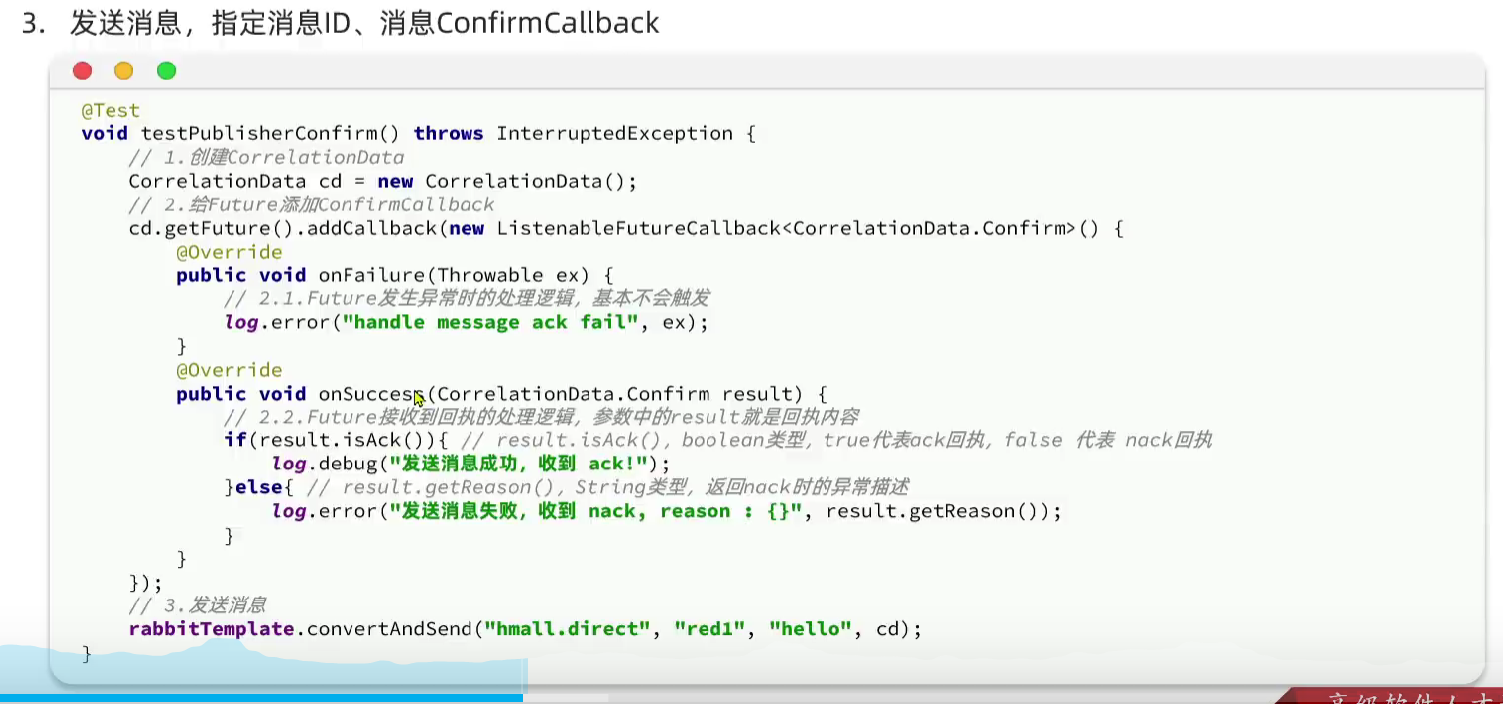 3. 发送消息，指定消息ID、消息ConfirmCallback
@Test
void testPublisherConfirm() throws InterruptedException {
// 1.创建CorrelationData
CorrelationData cd = new CorrelationData();
// 2.给Future添加ConfirmCallback
cd.getFuture().addCallback(new ListenableFutureCallback<CorrelationData.Confirm>() {
@Override
public void onFailure(Throwable ex) {
// 2.1.Future发生异常时的处理逻辑，基本不会触发
log.error("handle message ack fail", ex);
}
@Override
public void onSuccess(CorrelationData.Confirm result) {
// 2.2.Future接收到回执的处理逻辑，参数中的result就是回执内容
if(result.isAck()){ // result.isAck()，boolean类型，true代表ack回执，false 代表 nack回执
log.debug("发送消息成功，收到 ack!");
}else{ // result.getReason()，String类型，返回nack时的异常描述
log.error("发送消息失败，收到 nack, reason : {}", result.getReason());
}
}
});
// 3.发送消息
rabbitTemplate.convertAndSend("hmall.direct", "red1", "hello", cd);
}
高级软件人才